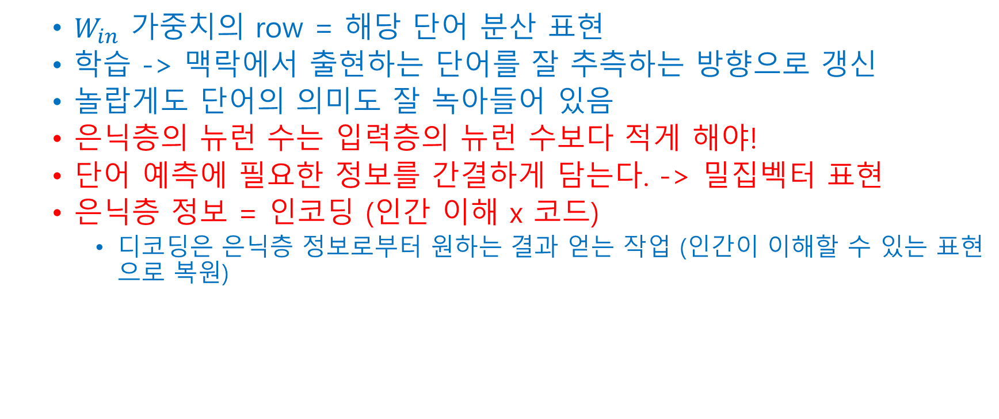 • W_in 가중치의 row = 해당 단어 분산 표현
• 학습 -> 맥락에서 출현하는 단어를 잘 추측하는 방향으로 갱신
• 놀랍게도 단어의 의미도 잘 녹아들어 있음
• 은닉층의 뉴런 수는 입력층의 뉴런 수보다 적게 해야!
• 단어 예측에 필요한 정보를 간결하게 담는다. -> 밀집벡터 표현
• 은닉층 정보 = 인코딩 (인간 이해 x 코드)
• 디코딩은 은닉층 정보로부터 원하는 결과 얻는 작업 (인간이 이해할 수 있는 표현
으로 복원)